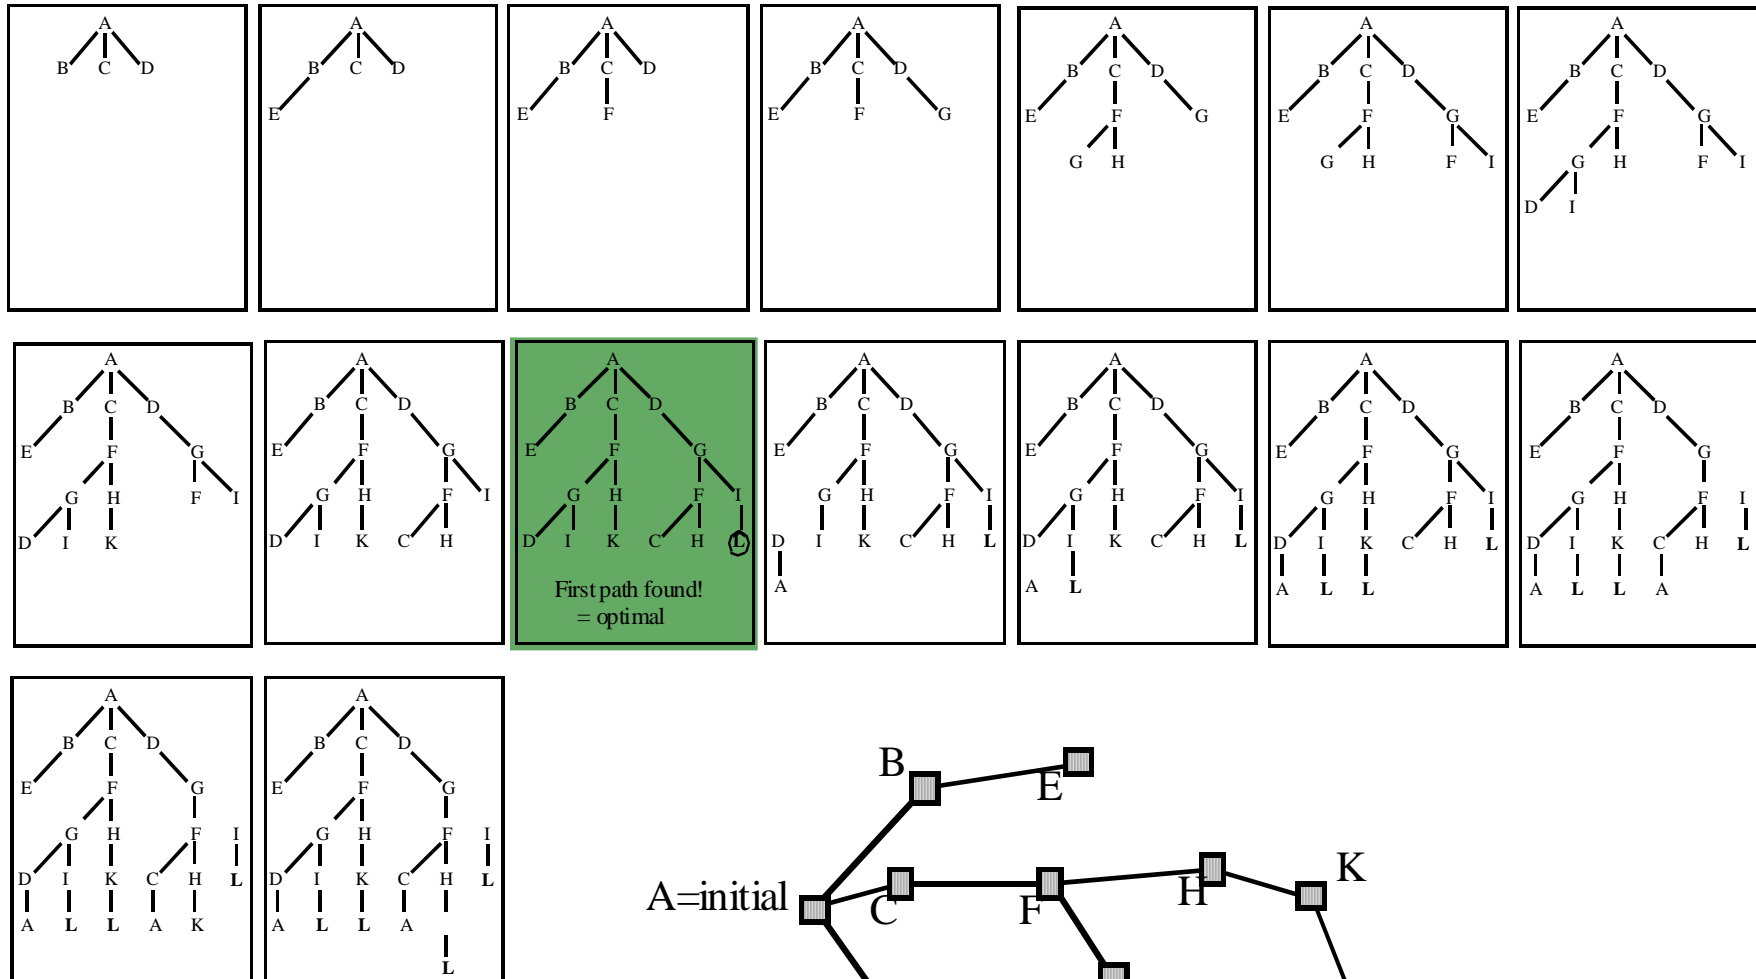 A
B C D
A
B C D
E
A
B C D
E F
A
B C D
E F G
A
B C D
E F G
G H
A
B C D
E F G
G H F I
A
B C D
E F G
G H F I
D I
A
B C D
E F G
G H F I
D I K
A
B C D
E F G
G H F I
D I K C H
A
B C D
E F G
G H F I
D I K C H L
First path found!
= optimal
A
B C D
E F G
G H F I
D I K C H L
A
A
B C D
E F G
G H F I
D I K C H L
A L
A
B C D
E F G
G H F I
D I K C H L
A L L
A
B C D
E F G
G H F I
D I K C H L
A L L A
A
B C D
E F G
G H F I
D I K C H L
A L L A K
A
B C D
E F G
G H F I
D I K C H L
A L L A
L
B
E
K
A=initial C F H